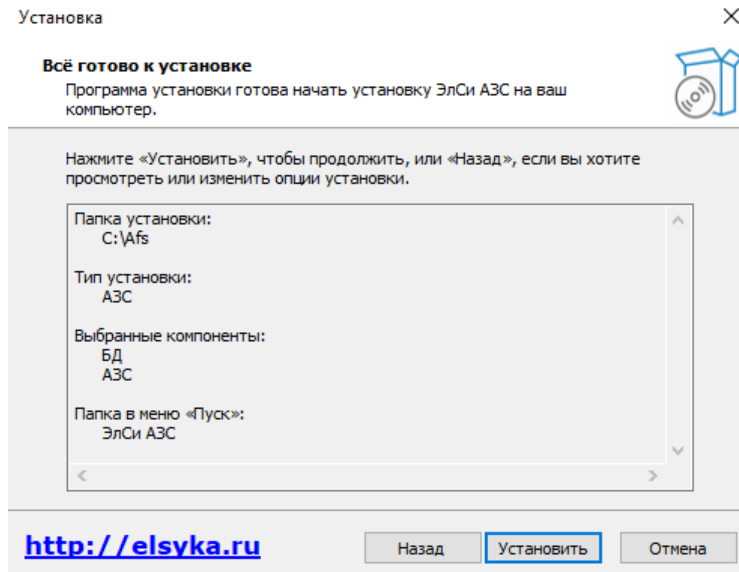 Установка
Всё готово к установке
Программа установки готова начать установку ЭлСи АЗС на ваш
компьютер.
Нажмите «Установить», чтобы продолжить, или «Назад», если вы хотите
просмотреть или изменить опции установки.
Папка установки:
C:\Afs
Тип установки:
АЗС
Выбранные компоненты:
БД
АЗС
Папка в меню «Пуск»:
ЭлСи АЗС
http://elsyka.ru
Назад
Установить
Отмена